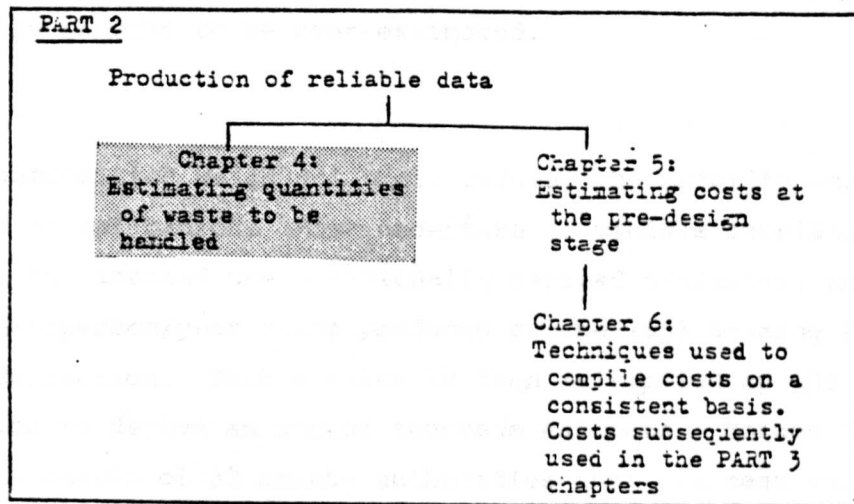 PART 2
Production of reliable data
Chapter 4:
Estimating quantities
of waste to be
handled
Chapter 5:
Estimating costs at
the pre-design
stage
Chapter 6:
Techniques used to
compile costs on a
consistent basis.
Costs subsequently
used in the PART 3
chapters